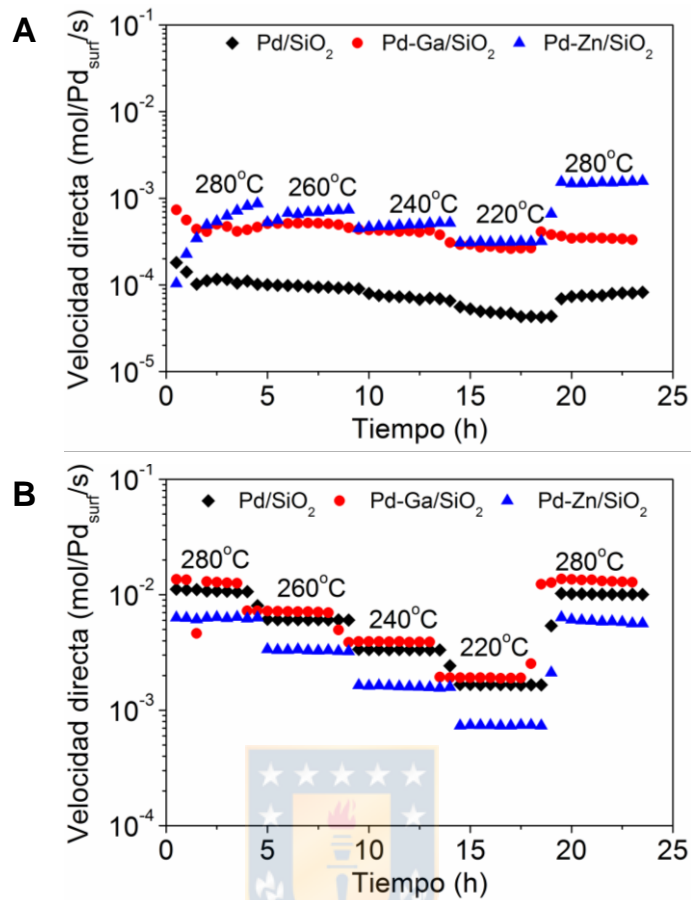 A
Velocidad directa (mol/Pd_surf/s)
Pd/SiO₂ Pd-Ga/SiO₂ Pd-Zn/SiO₂
10⁻¹
10⁻²
10⁻³
10⁻⁴
10⁻⁵
280°C 260°C 240°C 220°C 280°C
0 5 10 15 20 25
Tiempo (h)
B
Velocidad directa (mol/Pd_surf/s)
Pd/SiO₂ Pd-Ga/SiO₂ Pd-Zn/SiO₂
10⁻¹
10⁻²
10⁻³
10⁻⁴
280°C 260°C 240°C 220°C 280°C
0 5 10 15 20 25
Tiempo (h)